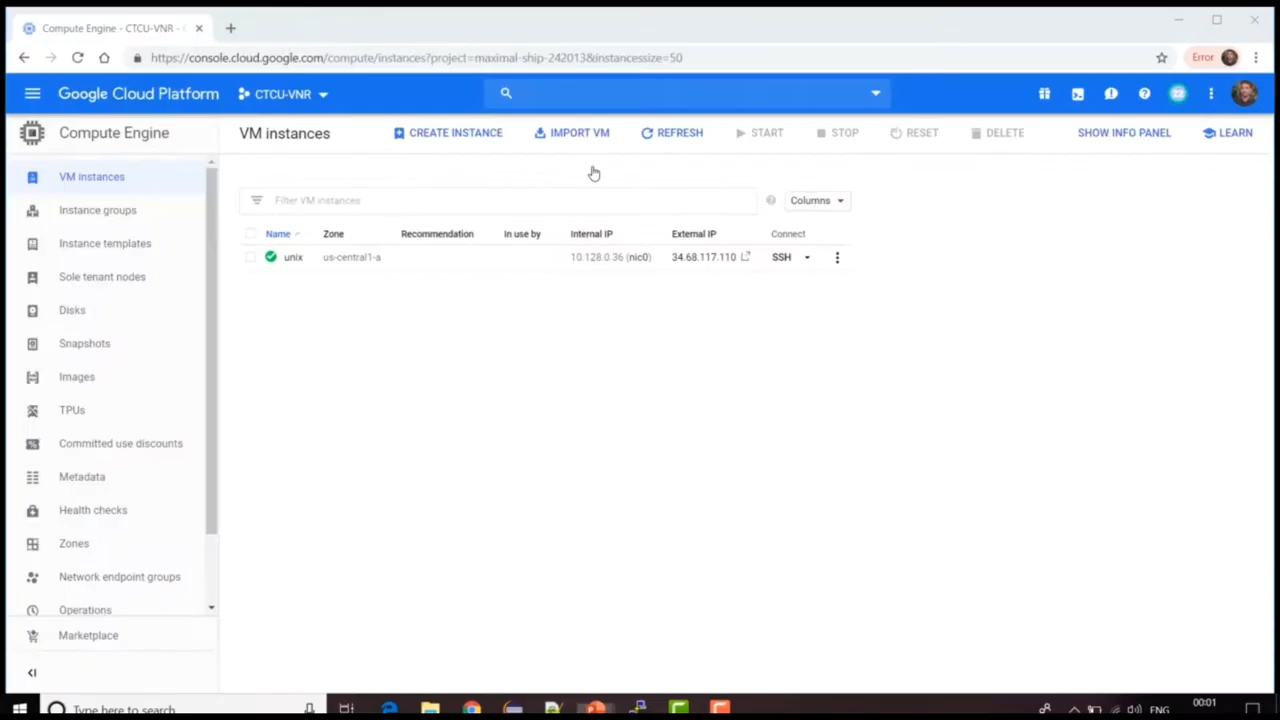 Compute Engine - CTCU-VNR -
https://console.cloud.google.com/compute/instances?project=maximal-ship-242013&instancessize=50
Error
Google Cloud Platform
CTCU-VNR
Compute Engine
VM instances
CREATE INSTANCE
IMPORT VM
REFRESH
START
STOP
RESET
DELETE
SHOW INFO PANEL
LEARN
VM instances
Instance groups
Instance templates
Sole tenant nodes
Disks
Snapshots
Images
TPUs
Committed use discounts
Metadata
Health checks
Zones
Network endpoint groups
Operations
Marketplace
Filter VM instances
Columns
Name Zone Recommendation In use by Internal IP External IP Connect
unix us-central1-a 10.128.0.36 (nic0) 34.68.117.110 SSH
Type here to search
ENG
00:01